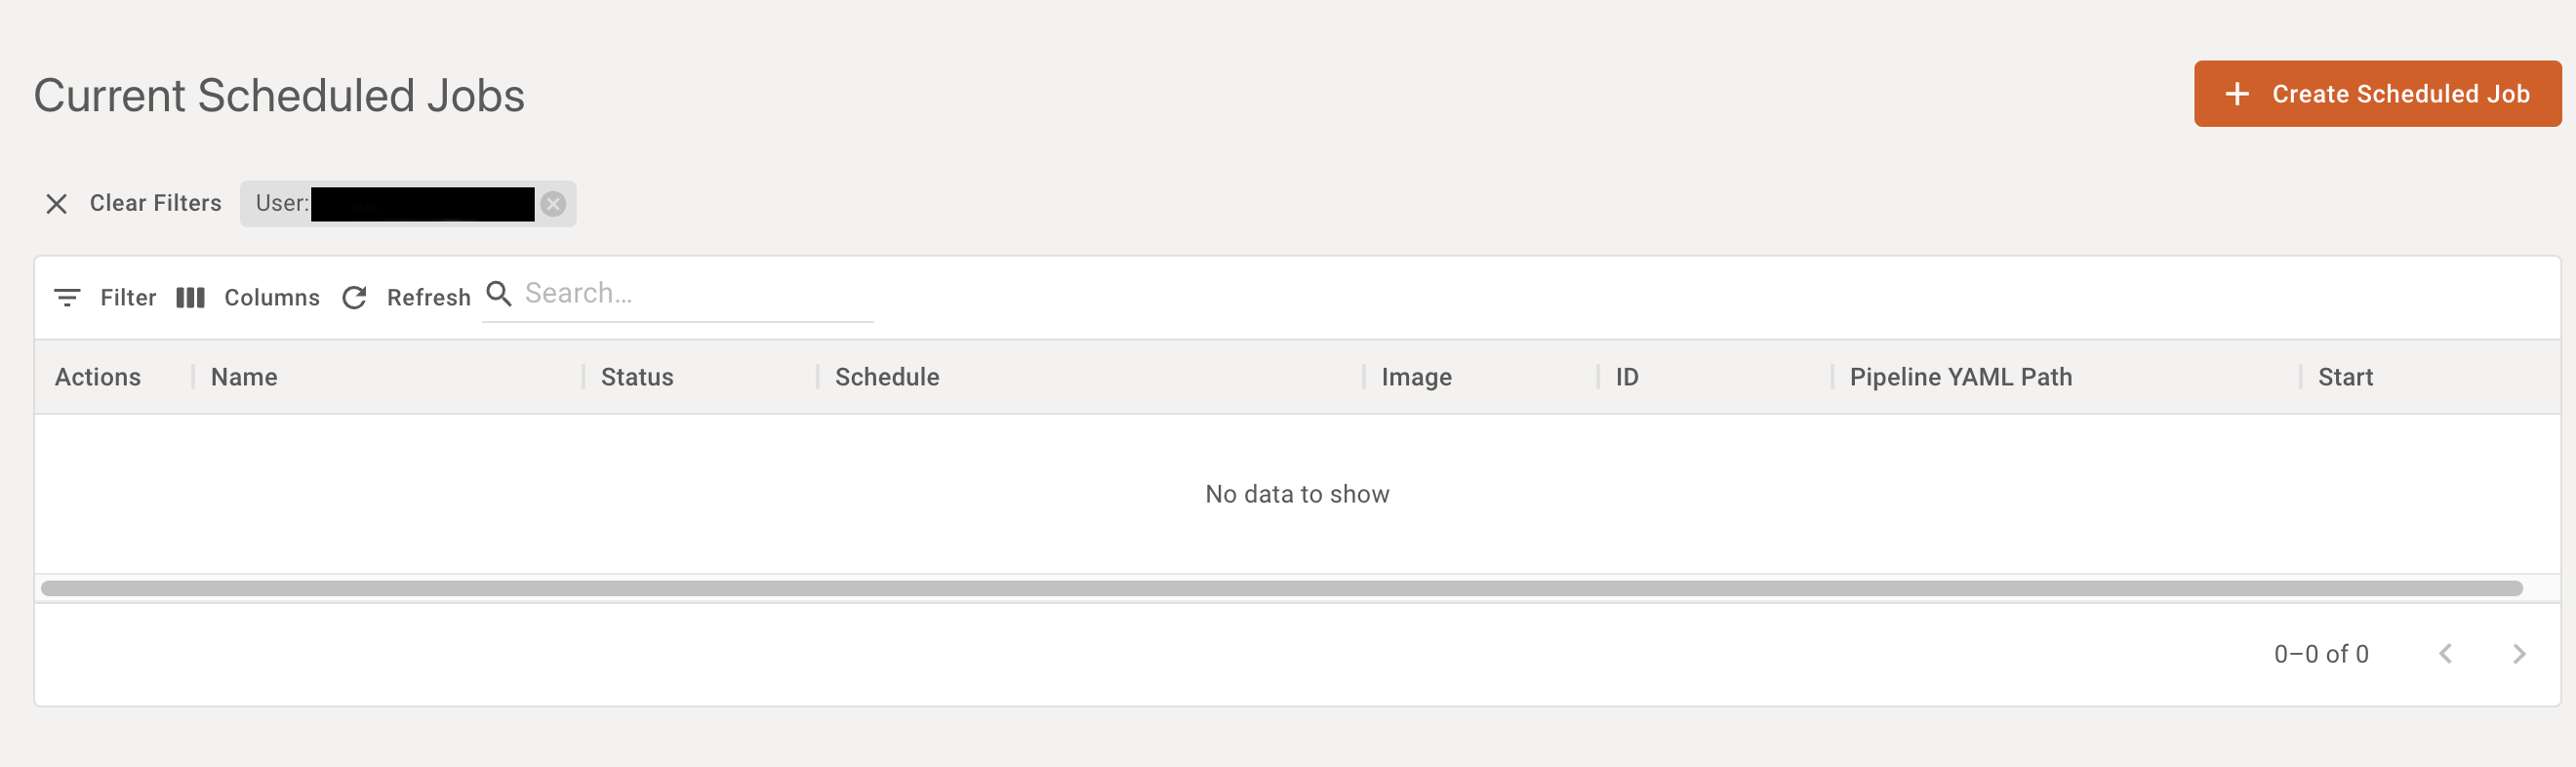 Current Scheduled Jobs
Create Scheduled Job
Clear Filters User:
Filter Columns Refresh Search...
Actions Name Status Schedule Image ID Pipeline YAML Path Start
No data to show
0–0 of 0